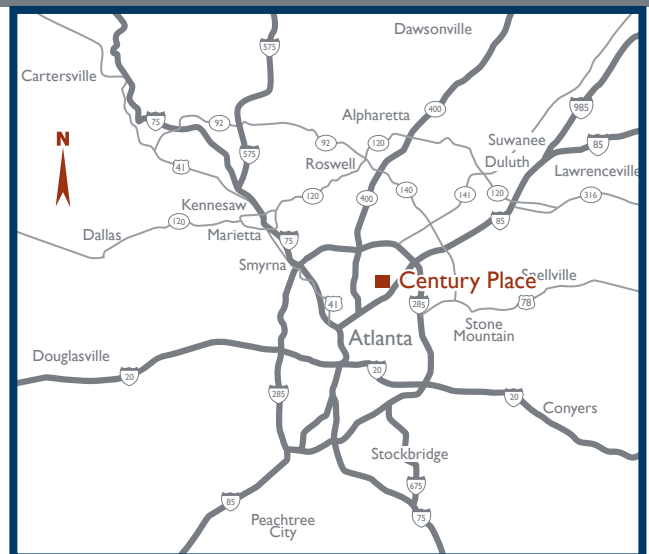 Dawsonville
575
Cartersville
400
985
Alpharetta
75
92
92
120
Suwanee
85
575
Roswell
Duluth
Lawrenceville
41
N
120
400
140
141
120
316
Kennesaw
120
85
Dallas
Marietta
75
Smyrna
Century Place
Snellville
41
285
78
Stone
Mountain
Atlanta
Douglasville
20
20
285
20
Conyers
Stockbridge
675
85
75
Peachtree
City